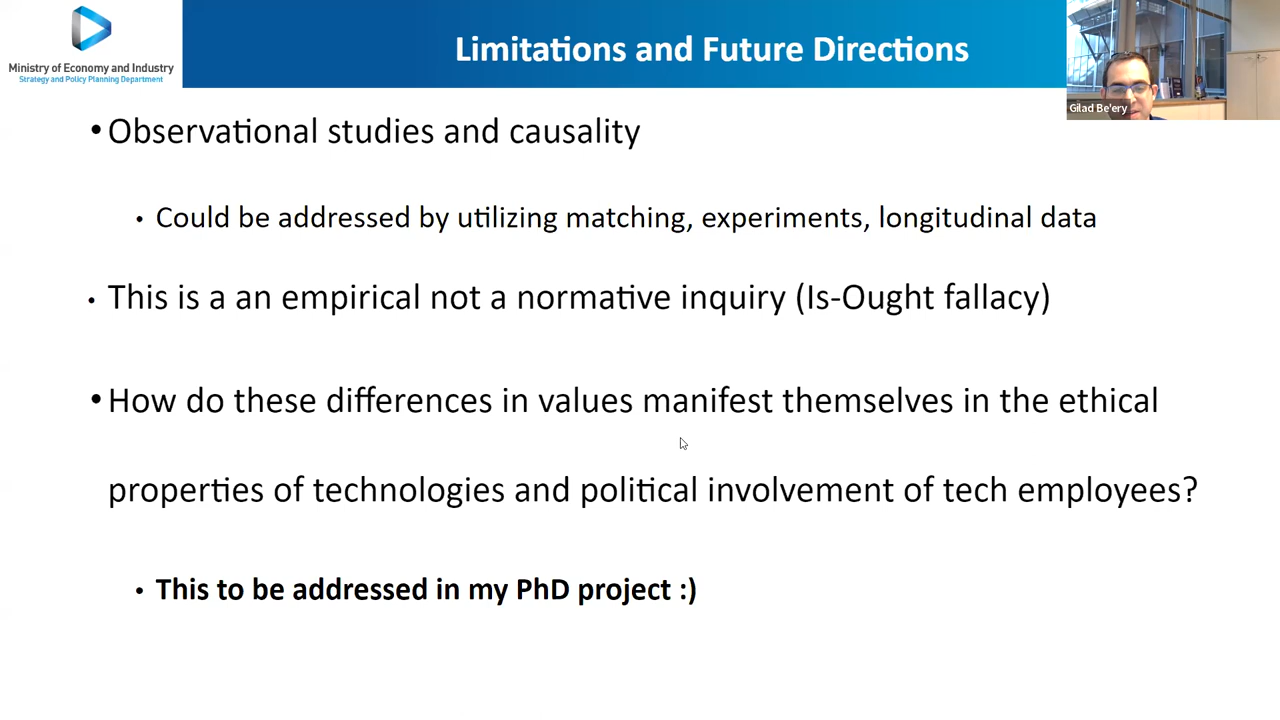 Ministry of Economy and Industry
Strategy and Policy Planning Department
Limitations and Future Directions
Gilad Be'ery
•Observational studies and causality
• Could be addressed by utilizing matching, experiments, longitudinal data
• This is a an empirical not a normative inquiry (Is-Ought fallacy)
•How do these differences in values manifest themselves in the ethical
properties of technologies and political involvement of tech employees?
• This to be addressed in my PhD project :)